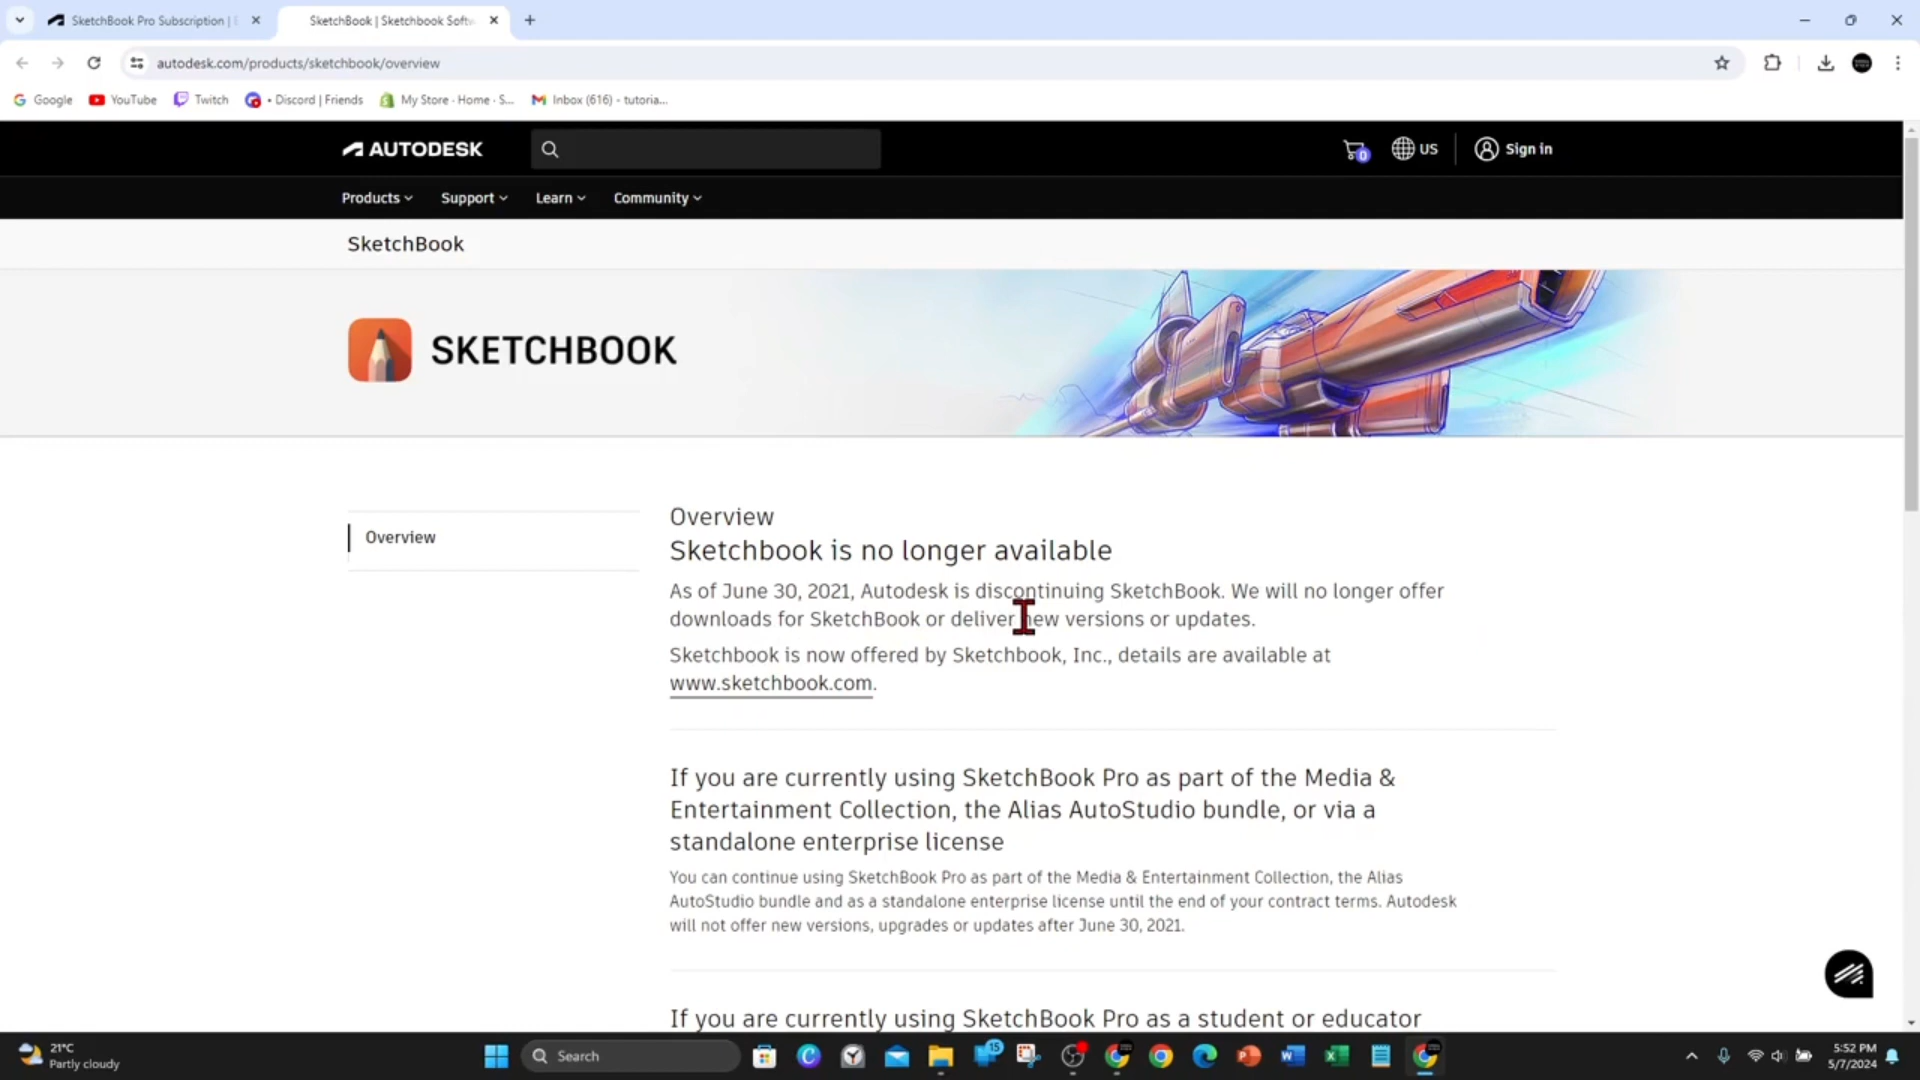 SketchBook Pro Subscription |
SketchBook | Sketchbook Softw
autodesk.com/products/sketchbook/overview
Google
YouTube
Twitch
• Discord | Friends
My Store · Home · S...
Inbox (616) - tutoria...
AUTODESK
0
US
Sign in
Products
Support
Learn
Community
SketchBook
SKETCHBOOK
Overview
Overview
Sketchbook is no longer available
As of June 30, 2021, Autodesk is discontinuing SketchBook. We will no longer offer
downloads for SketchBook or deliver new versions or updates.
Sketchbook is now offered by Sketchbook, Inc., details are available at
www.sketchbook.com.
If you are currently using SketchBook Pro as part of the Media &
Entertainment Collection, the Alias AutoStudio bundle, or via a
standalone enterprise license
You can continue using SketchBook Pro as part of the Media & Entertainment Collection, the Alias
AutoStudio bundle and as a standalone enterprise license until the end of your contract terms. Autodesk
will not offer new versions, upgrades or updates after June 30, 2021.
If you are currently using SketchBook Pro as a student or educator
21°C
Partly cloudy
Search
15
5:52 PM
5/7/2024